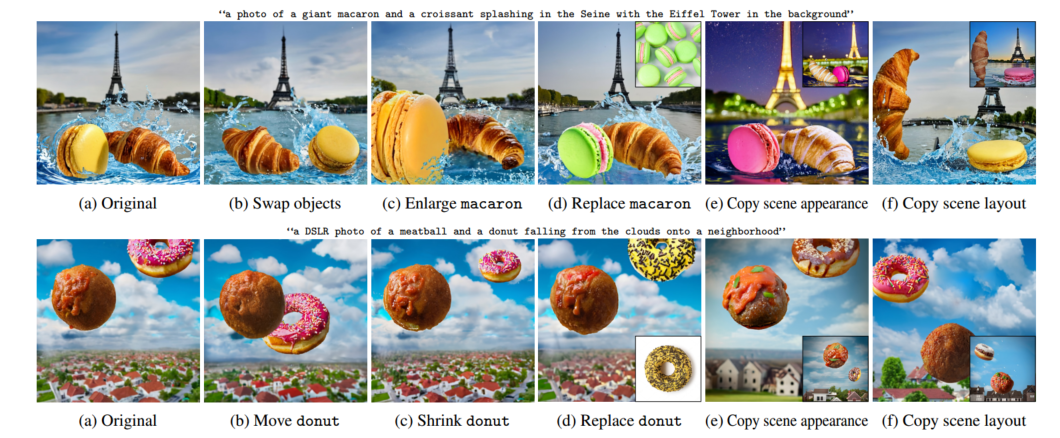 “a photo of a giant macaron and a croissant splashing in the Seine with the Eiffel Tower in the background”
(a) Original (b) Swap objects (c) Enlarge macaron (d) Replace macaron (e) Copy scene appearance (f) Copy scene layout
“a DSLR photo of a meatball and a donut falling from the clouds onto a neighborhood”
(a) Original (b) Move donut (c) Shrink donut (d) Replace donut (e) Copy scene appearance (f) Copy scene layout